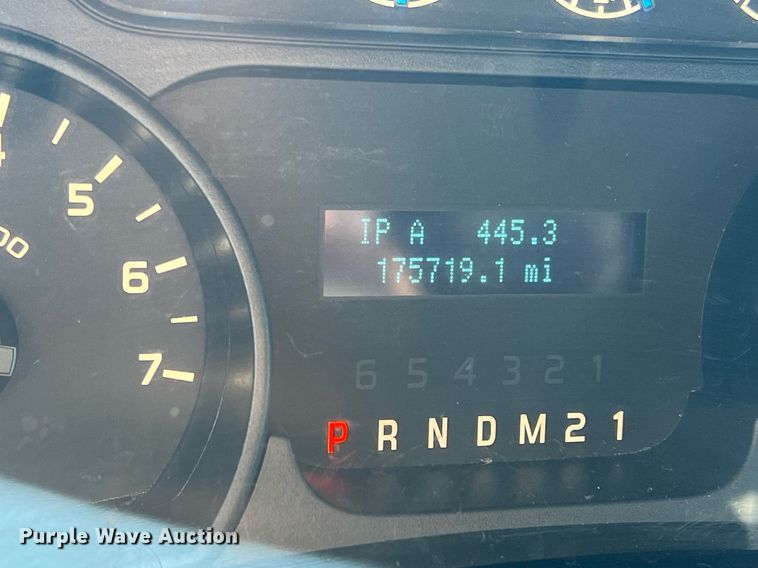 5
6
7
IP A 445.3
175719.1 mi
6 5 4 3 2 1
P R N D M 2 1
Purple Wave Auction